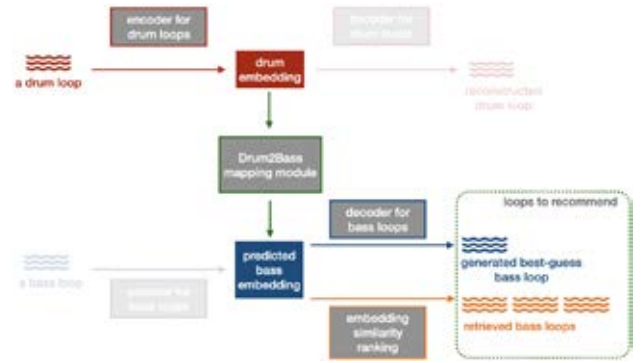 encoder for
drum loops
decoder for
drum loops
a drum loop
drum
embedding
reconstructed
drum loop
Drum2Bass
mapping module
loops to recommend
decoder for
bass loops
predicted
bass
embedding
generated best-guess
bass loop
a bass loop
encoder for
bass loops
embedding
similarity
ranking
retrieved bass loops